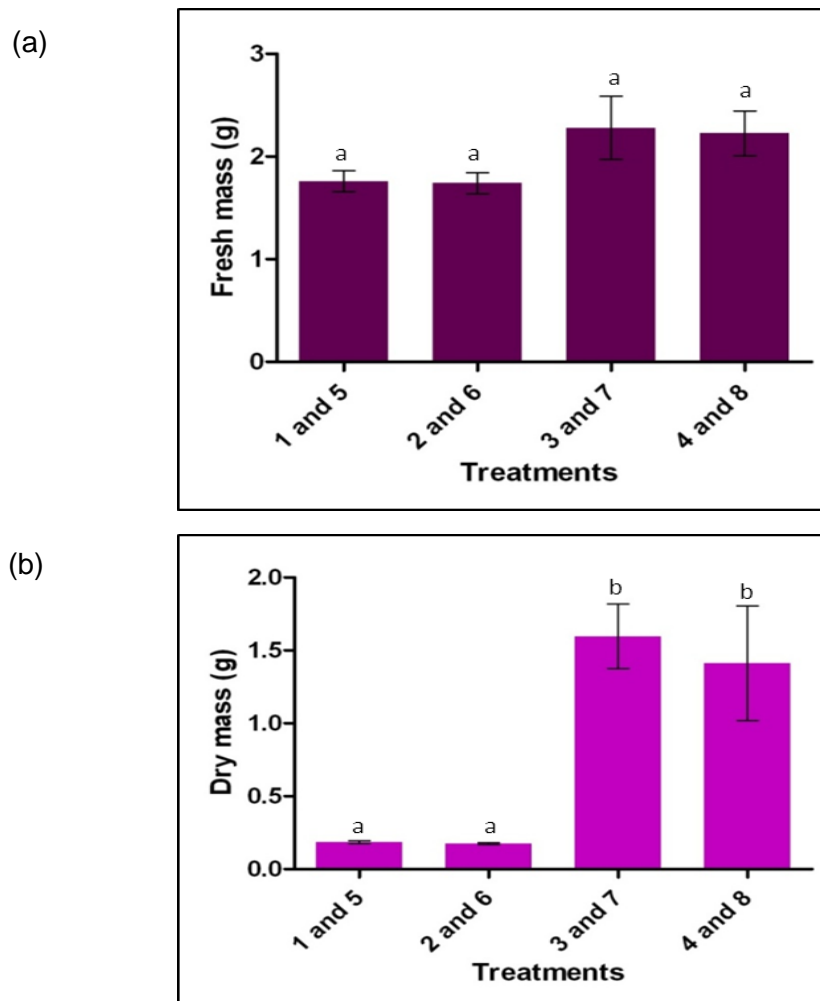 (a)
3
2
1
0
Fresh mass (g)
a
a
a
a
1 and 5
2 and 6
3 and 7
4 and 8
Treatments
(b)
2.0
1.5
1.0
0.5
0.0
Dry mass (g)
a
a
b
b
1 and 5
2 and 6
3 and 7
4 and 8
Treatments